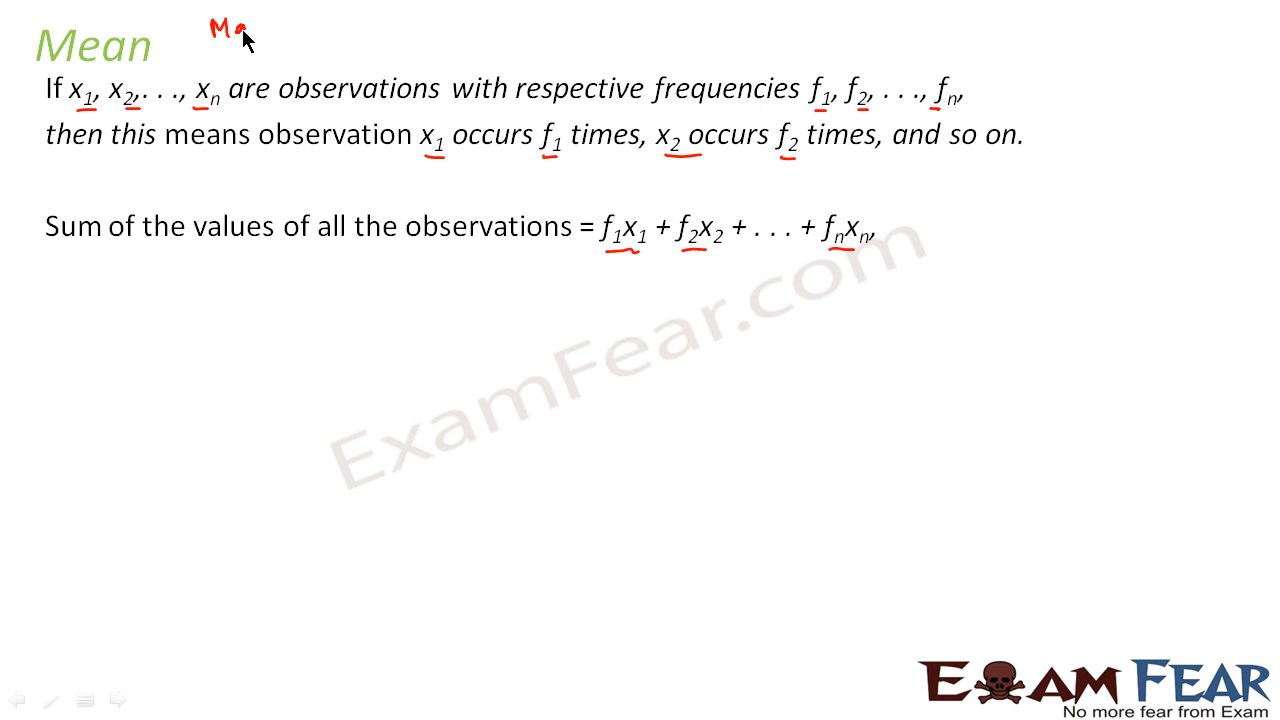 Mean
Ma
If x1, x2,. . ., xn are observations with respective frequencies f1, f2, . . ., fn,
then this means observation x1 occurs f1 times, x2 occurs f2 times, and so on.
Sum of the values of all the observations = f1x1 + f2x2 + . . . + fnxn,
ExamFear.com
EXAM FEAR
No more fear from Exam